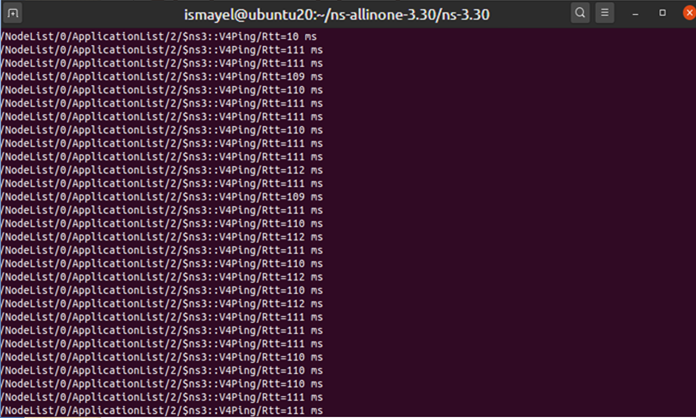 ismayel@ubuntu20:~/ns-allinone-3.30/ns-3.30
/NodeList/0/ApplicationList/2/$ns3::V4Ping/Rtt=10 ms
/NodeList/0/ApplicationList/2/$ns3::V4Ping/Rtt=111 ms
/NodeList/0/ApplicationList/2/$ns3::V4Ping/Rtt=111 ms
/NodeList/0/ApplicationList/2/$ns3::V4Ping/Rtt=109 ms
/NodeList/0/ApplicationList/2/$ns3::V4Ping/Rtt=110 ms
/NodeList/0/ApplicationList/2/$ns3::V4Ping/Rtt=111 ms
/NodeList/0/ApplicationList/2/$ns3::V4Ping/Rtt=111 ms
/NodeList/0/ApplicationList/2/$ns3::V4Ping/Rtt=110 ms
/NodeList/0/ApplicationList/2/$ns3::V4Ping/Rtt=111 ms
/NodeList/0/ApplicationList/2/$ns3::V4Ping/Rtt=111 ms
/NodeList/0/ApplicationList/2/$ns3::V4Ping/Rtt=112 ms
/NodeList/0/ApplicationList/2/$ns3::V4Ping/Rtt=111 ms
/NodeList/0/ApplicationList/2/$ns3::V4Ping/Rtt=109 ms
/NodeList/0/ApplicationList/2/$ns3::V4Ping/Rtt=111 ms
/NodeList/0/ApplicationList/2/$ns3::V4Ping/Rtt=110 ms
/NodeList/0/ApplicationList/2/$ns3::V4Ping/Rtt=112 ms
/NodeList/0/ApplicationList/2/$ns3::V4Ping/Rtt=111 ms
/NodeList/0/ApplicationList/2/$ns3::V4Ping/Rtt=110 ms
/NodeList/0/ApplicationList/2/$ns3::V4Ping/Rtt=112 ms
/NodeList/0/ApplicationList/2/$ns3::V4Ping/Rtt=110 ms
/NodeList/0/ApplicationList/2/$ns3::V4Ping/Rtt=112 ms
/NodeList/0/ApplicationList/2/$ns3::V4Ping/Rtt=111 ms
/NodeList/0/ApplicationList/2/$ns3::V4Ping/Rtt=111 ms
/NodeList/0/ApplicationList/2/$ns3::V4Ping/Rtt=111 ms
/NodeList/0/ApplicationList/2/$ns3::V4Ping/Rtt=110 ms
/NodeList/0/ApplicationList/2/$ns3::V4Ping/Rtt=110 ms
/NodeList/0/ApplicationList/2/$ns3::V4Ping/Rtt=110 ms
/NodeList/0/ApplicationList/2/$ns3::V4Ping/Rtt=111 ms
/NodeList/0/ApplicationList/2/$ns3::V4Ping/Rtt=111 ms